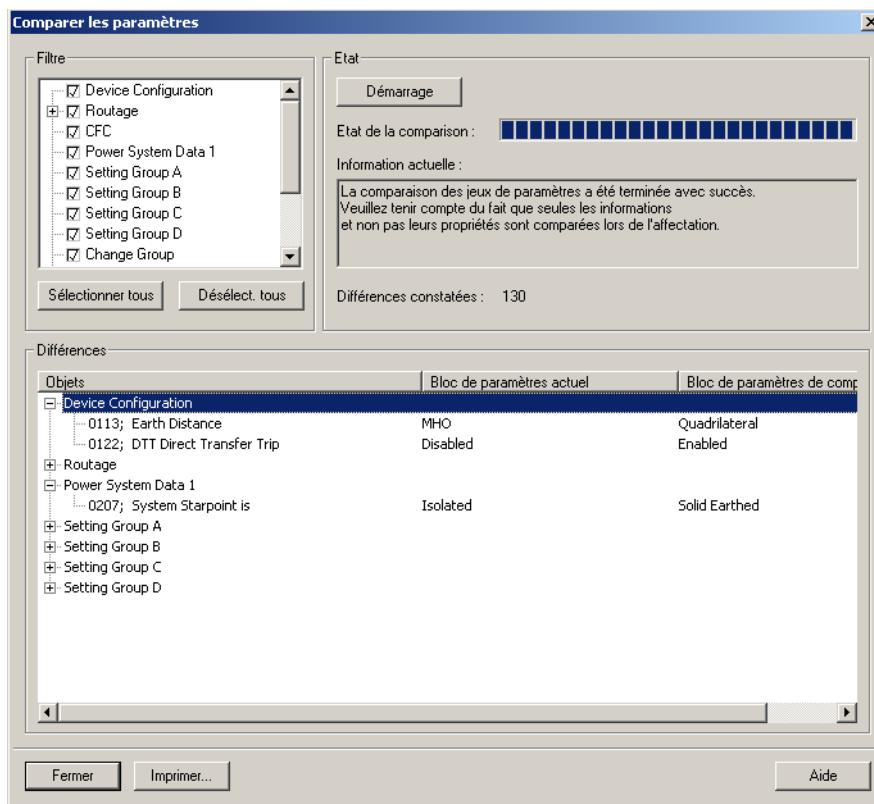 Comparer les paramètres
Filtre
Device Configuration
Routage
CFC
Power System Data 1
Setting Group A
Setting Group B
Setting Group C
Setting Group D
Change Group
Sélectionner tous
Désélect. tous
Etat
Démarrage
Etat de la comparison :
Information actuelle :
La comparaison des jeux de paramètres a été terminée avec succès.
Veuillez tenir compte du fait que seules les informations
et non pas leurs propriétés sont comparées lors de l'affectation.
Différences constatées : 130
Différences
Objets Bloc de paramètres actuel Bloc de paramètres de comp
Device Configuration
0113; Earth Distance MHO Quadrilateral
0122; DTT Direct Transfer Trip Disabled Enabled
Routage
Power System Data 1
0207; System Starpoint is Isolated Solid Earthed
Setting Group A
Setting Group B
Setting Group C
Setting Group D
Fermer
Imprimer...
Aide